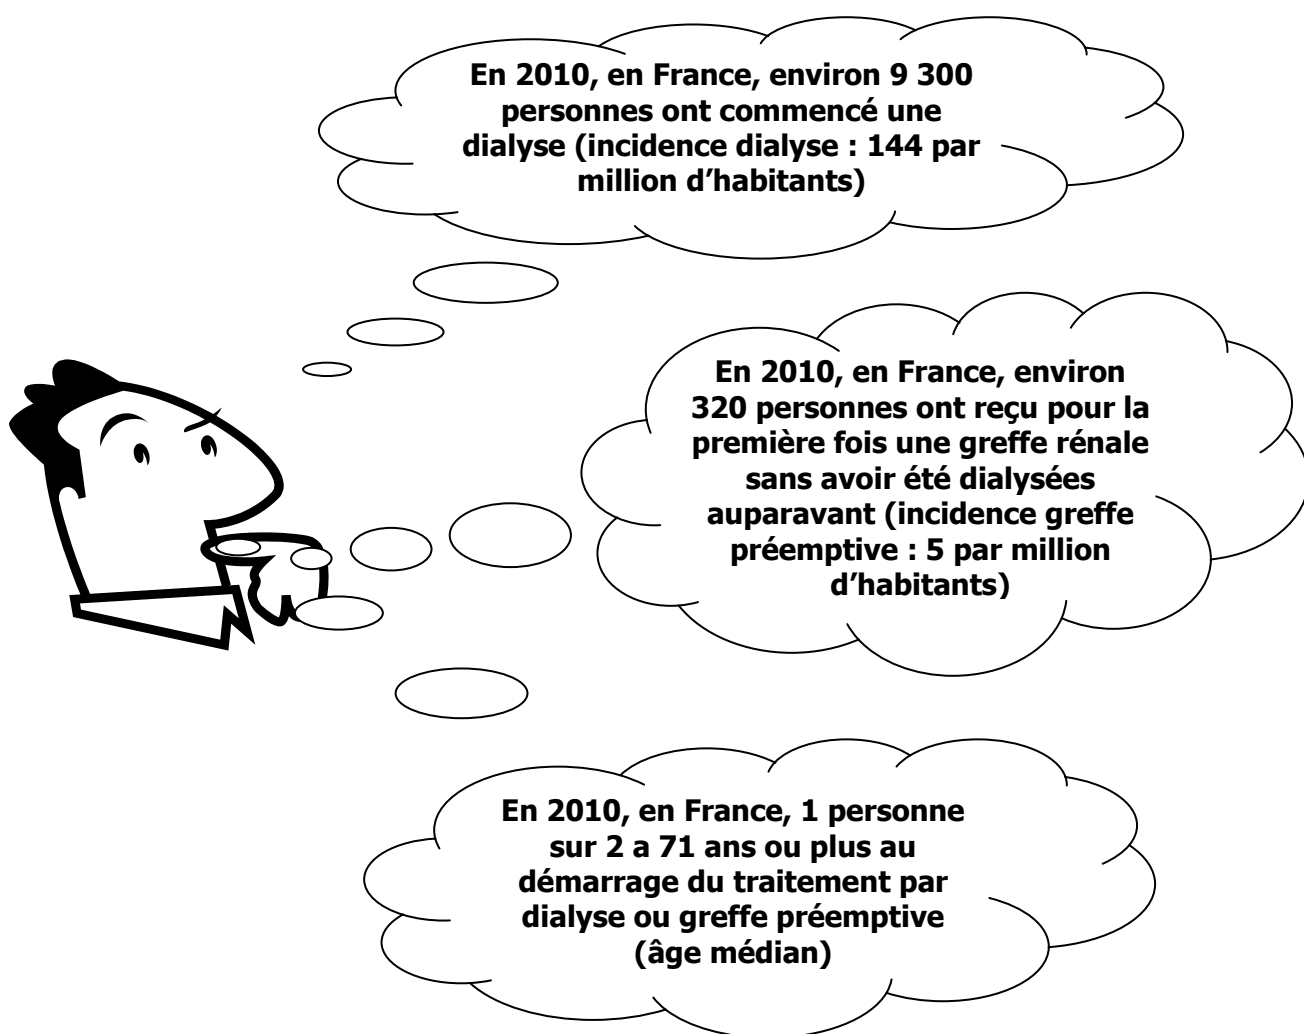 En 2010, en France, environ 9 300
personnes ont commencé une
dialyse (incidence dialyse : 144 par
million d’habitants)
En 2010, en France, environ
320 personnes ont reçu pour la
première fois une greffe rénale
sans avoir été dialysées
auparavant (incidence greffe
préemptive : 5 par million
d’habitants)
En 2010, en France, 1 personne
sur 2 a 71 ans ou plus au
démarrage du traitement par
dialyse ou greffe préemptive
(âge médian)